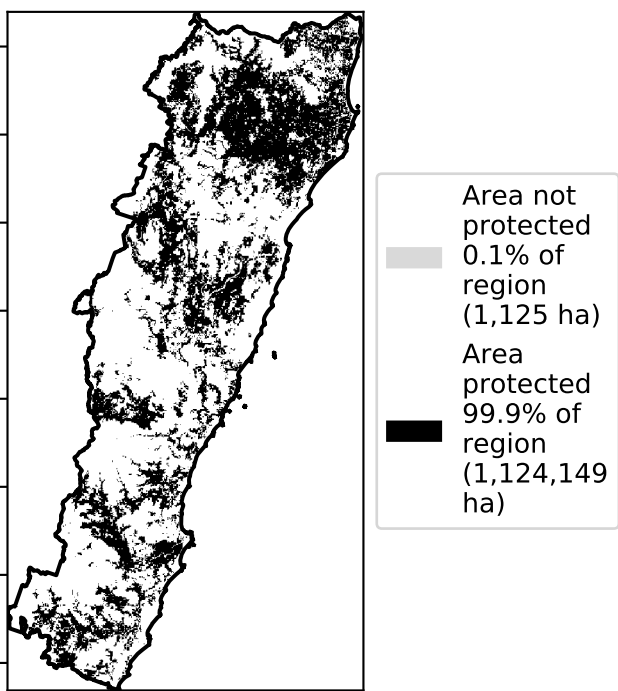 Area not
protected
0.1% of
region
(1,125 ha)
Area
protected
99.9% of
region
(1,124,149
ha)